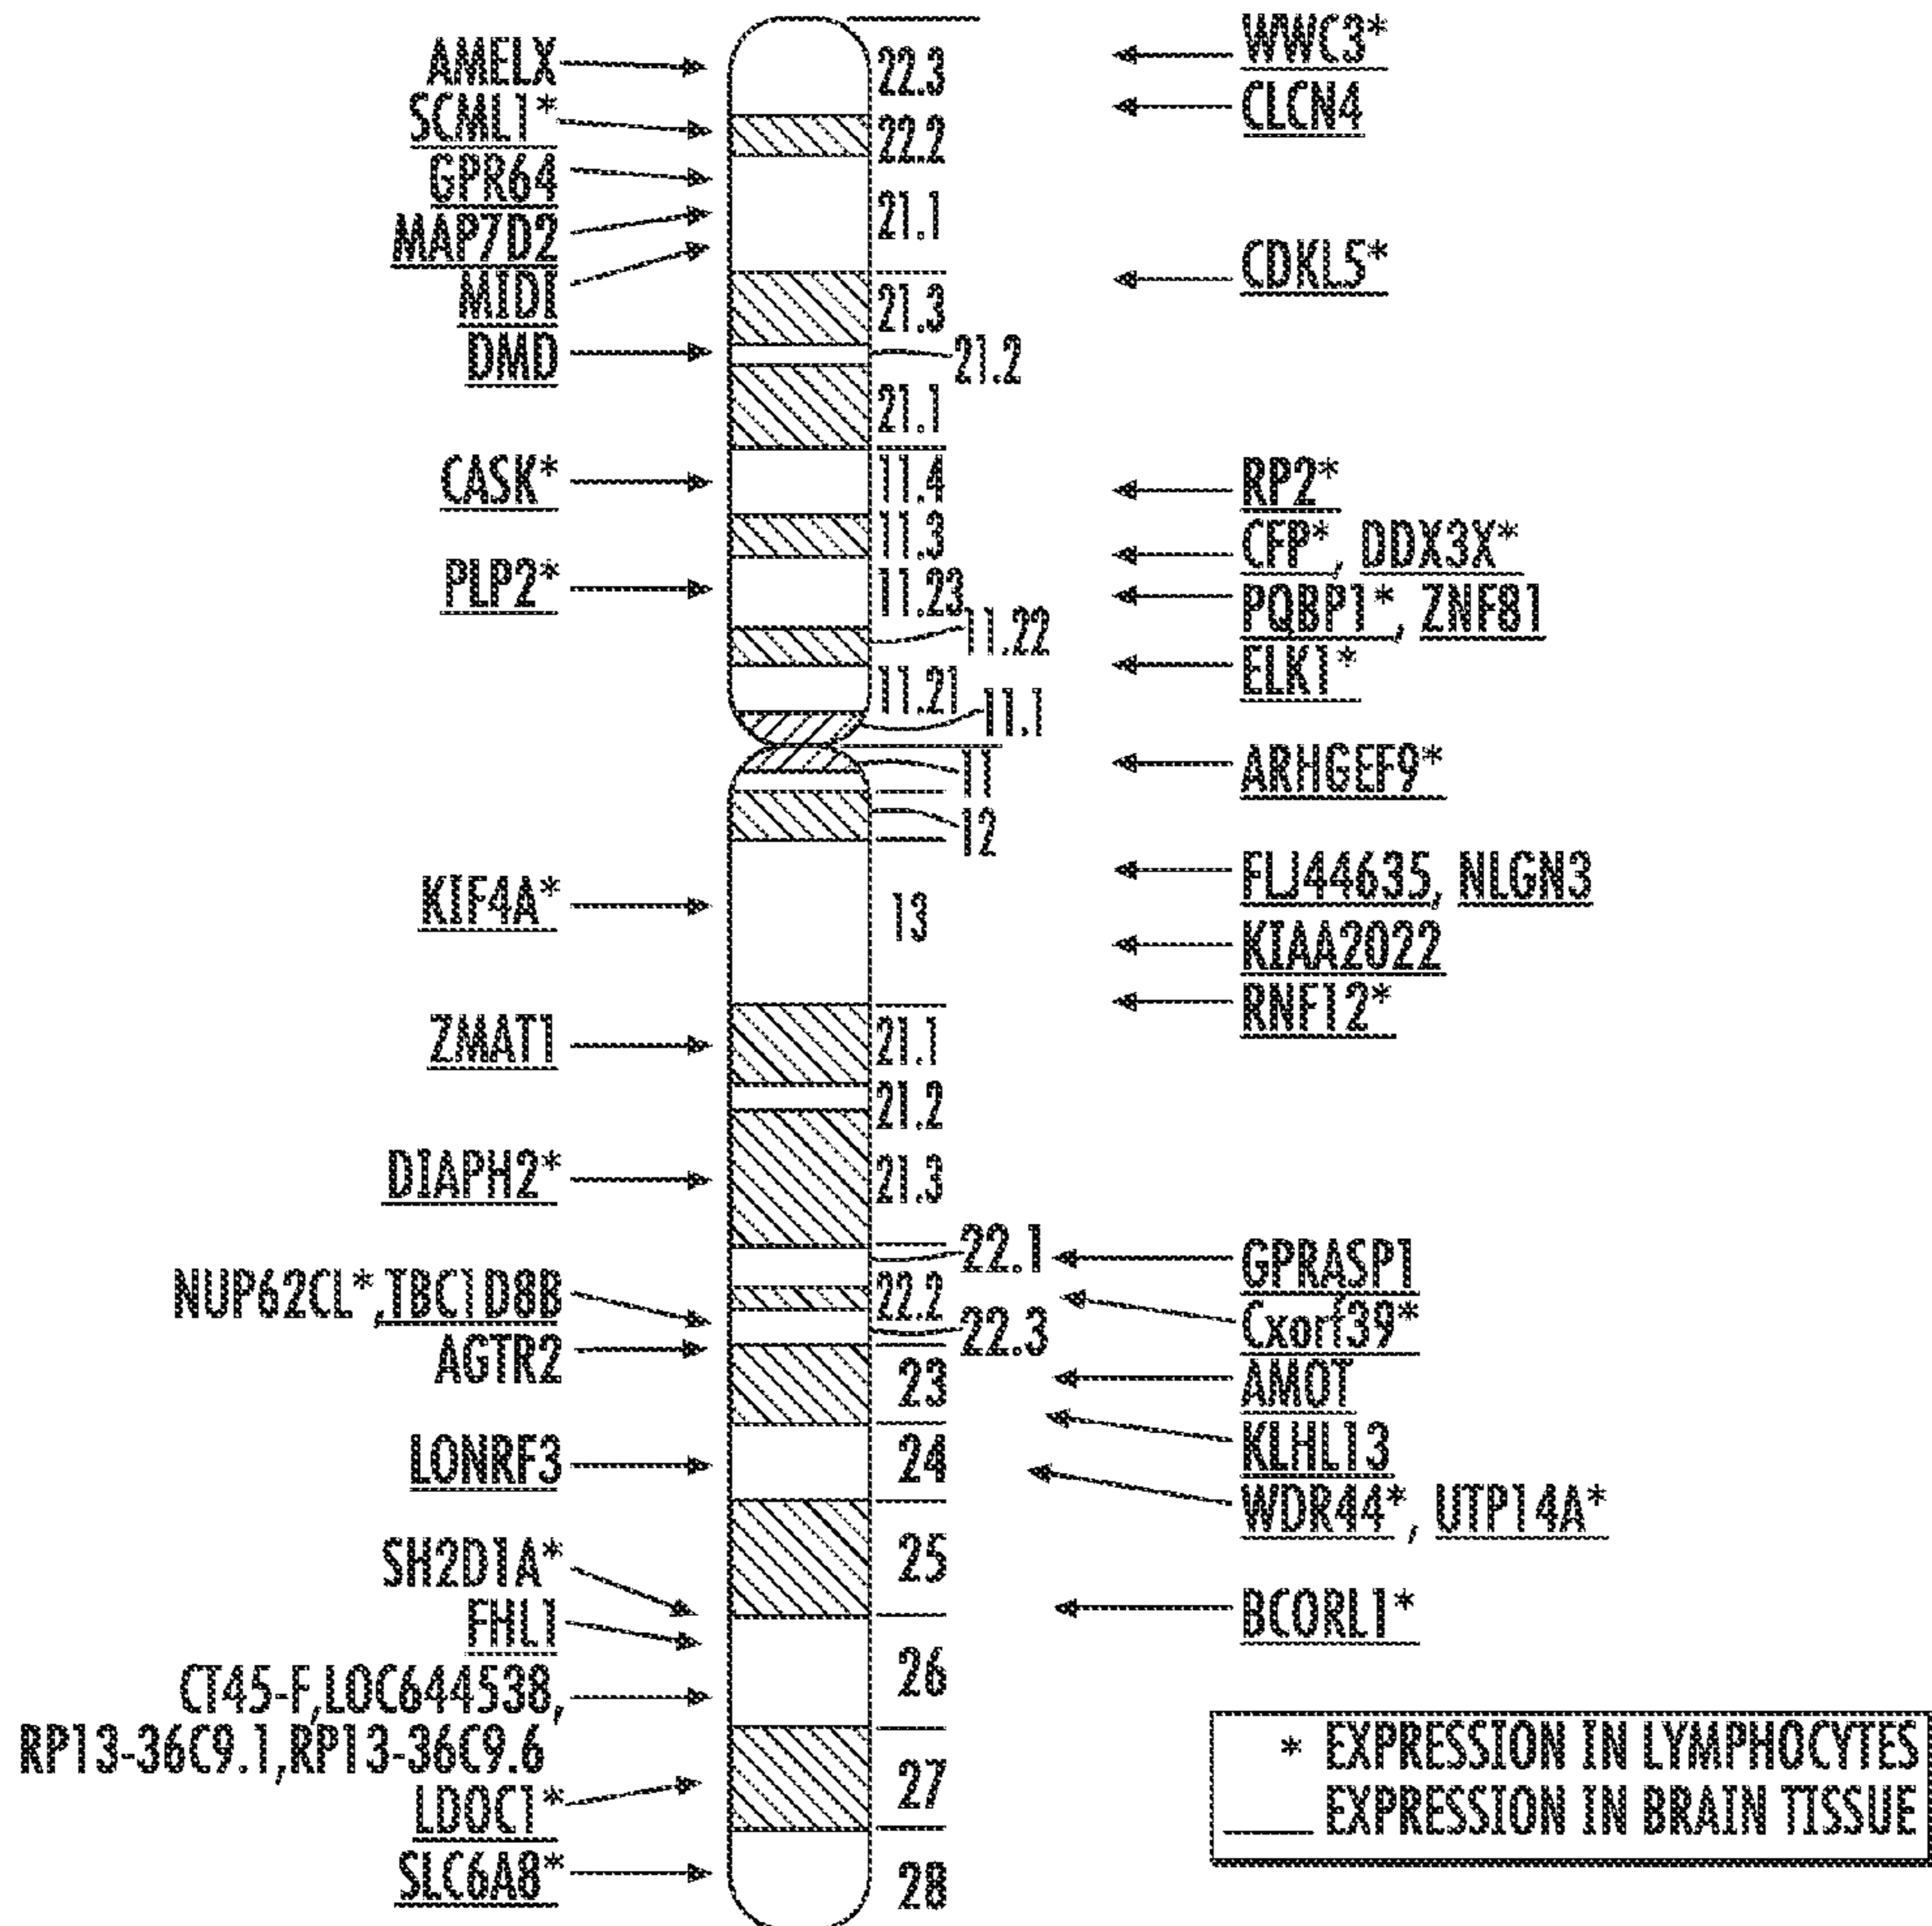 AMELX
SCML1*
GPR64
MAP7D2
MIDI
DMD
CASK*
PLP2*
KIF4A*
ZMAT1
DIAPH2*
NUP62CL*,TBC1D8B
AGTR2
LONRF3
SH2D1A*
FHL1
CT45-F,LOC644538,
RP13-36C9.1,RP13-36C9.6
LDOC1*
SLC6A8*
22.3
22.2
21.1
21.3
21.2
21.1
11.4
11.3
11.23
11.22
11.21
11.1
11
12
13
21.1
21.2
21.3
22.1
22.2
22.3
23
24
25
26
27
28
WWC3*
CLCN4
CDKL5*
RP2*
CFP*, DDX3X*
PQBP1*, ZNF81
ELK1*
ARHGEF9*
FLJ44635, NLGN3
KIAA2022
RNF12*
GPRASP1
Cxorf39*
AMOT
KLHL13
WDR44*, UTP14A*
BCORL1*
* EXPRESSION IN LYMPHOCYTES
EXPRESSION IN BRAIN TISSUE